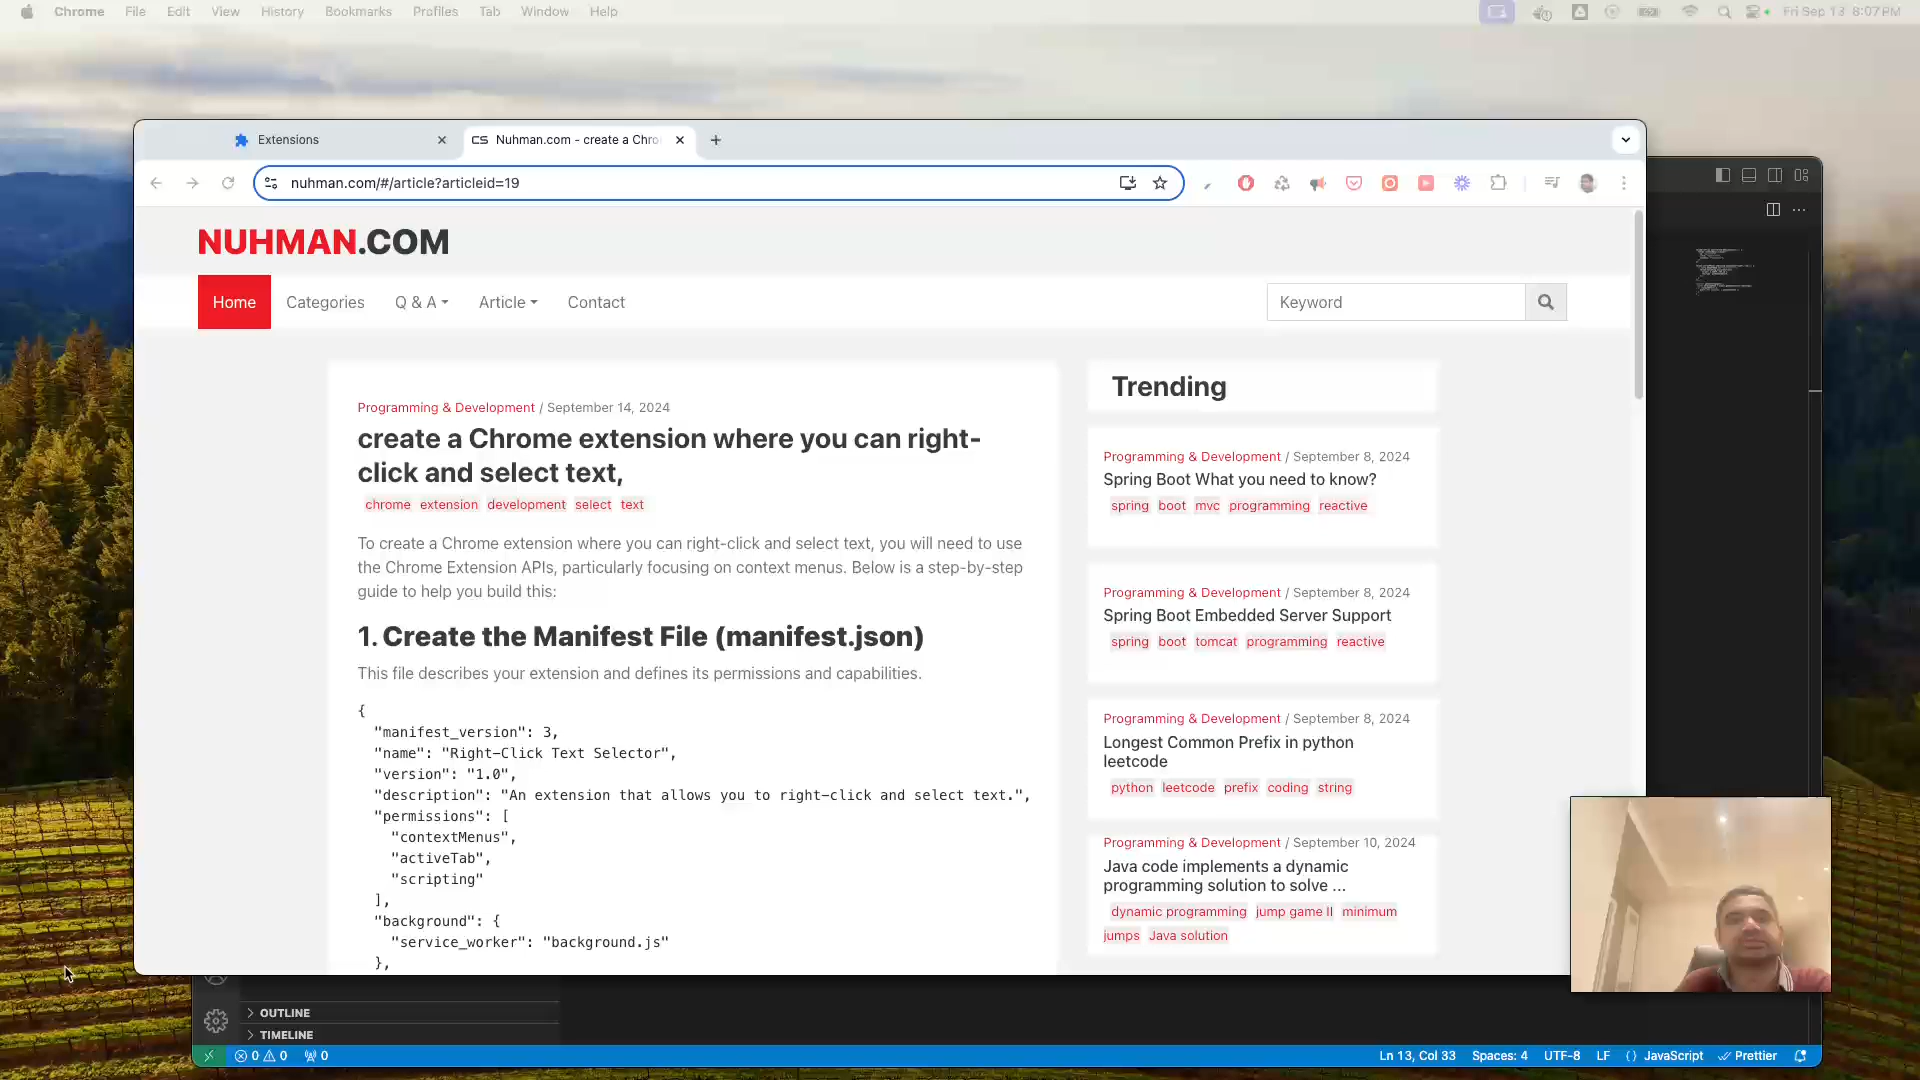 Chrome File Edit View History Bookmarks Profiles Tab Window Help Fri Sep 13 8:07 PM
Extensions
Nuhman.com - create a Chro
nuhman.com/#/article?articleid=19
NUHMAN.COM
Home Categories Q & A Article Contact
Keyword
Programming & Development / September 14, 2024
create a Chrome extension where you can right-
click and select text,
chrome extension development select text
To create a Chrome extension where you can right-click and select text, you will need to use
the Chrome Extension APIs, particularly focusing on context menus. Below is a step-by-step
guide to help you build this:
1. Create the Manifest File (manifest.json)
This file describes your extension and defines its permissions and capabilities.
{
"manifest_version": 3,
"name": "Right-Click Text Selector",
"version": "1.0",
"description": "An extension that allows you to right-click and select text.",
"permissions": [
"contextMenus",
"activeTab",
"scripting"
],
"background": {
"service_worker": "background.js"
},
Trending
Programming & Development / September 8, 2024
Spring Boot What you need to know?
spring boot mvc programming reactive
Programming & Development / September 8, 2024
Spring Boot Embedded Server Support
spring boot tomcat programming reactive
Programming & Development / September 8, 2024
Longest Common Prefix in python
leetcode
python leetcode prefix coding string
Programming & Development / September 10, 2024
Java code implements a dynamic
programming solution to solve ...
dynamic programming jump game II minimum
jumps Java solution
OUTLINE
TIMELINE
0 0 0 Ln 13, Col 33 Spaces: 4 UTF-8 LF {} JavaScript Prettier